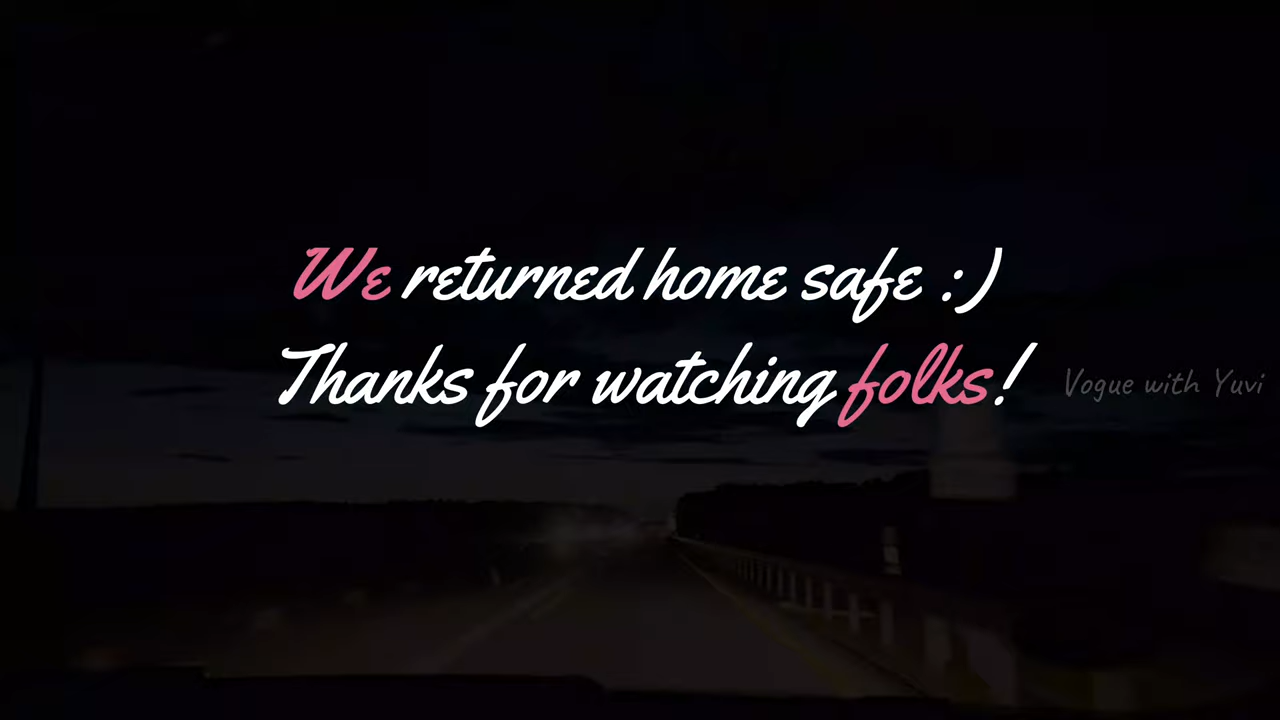 We returned home safe :)
Thanks for watching folks!
Vogue with Yuvi